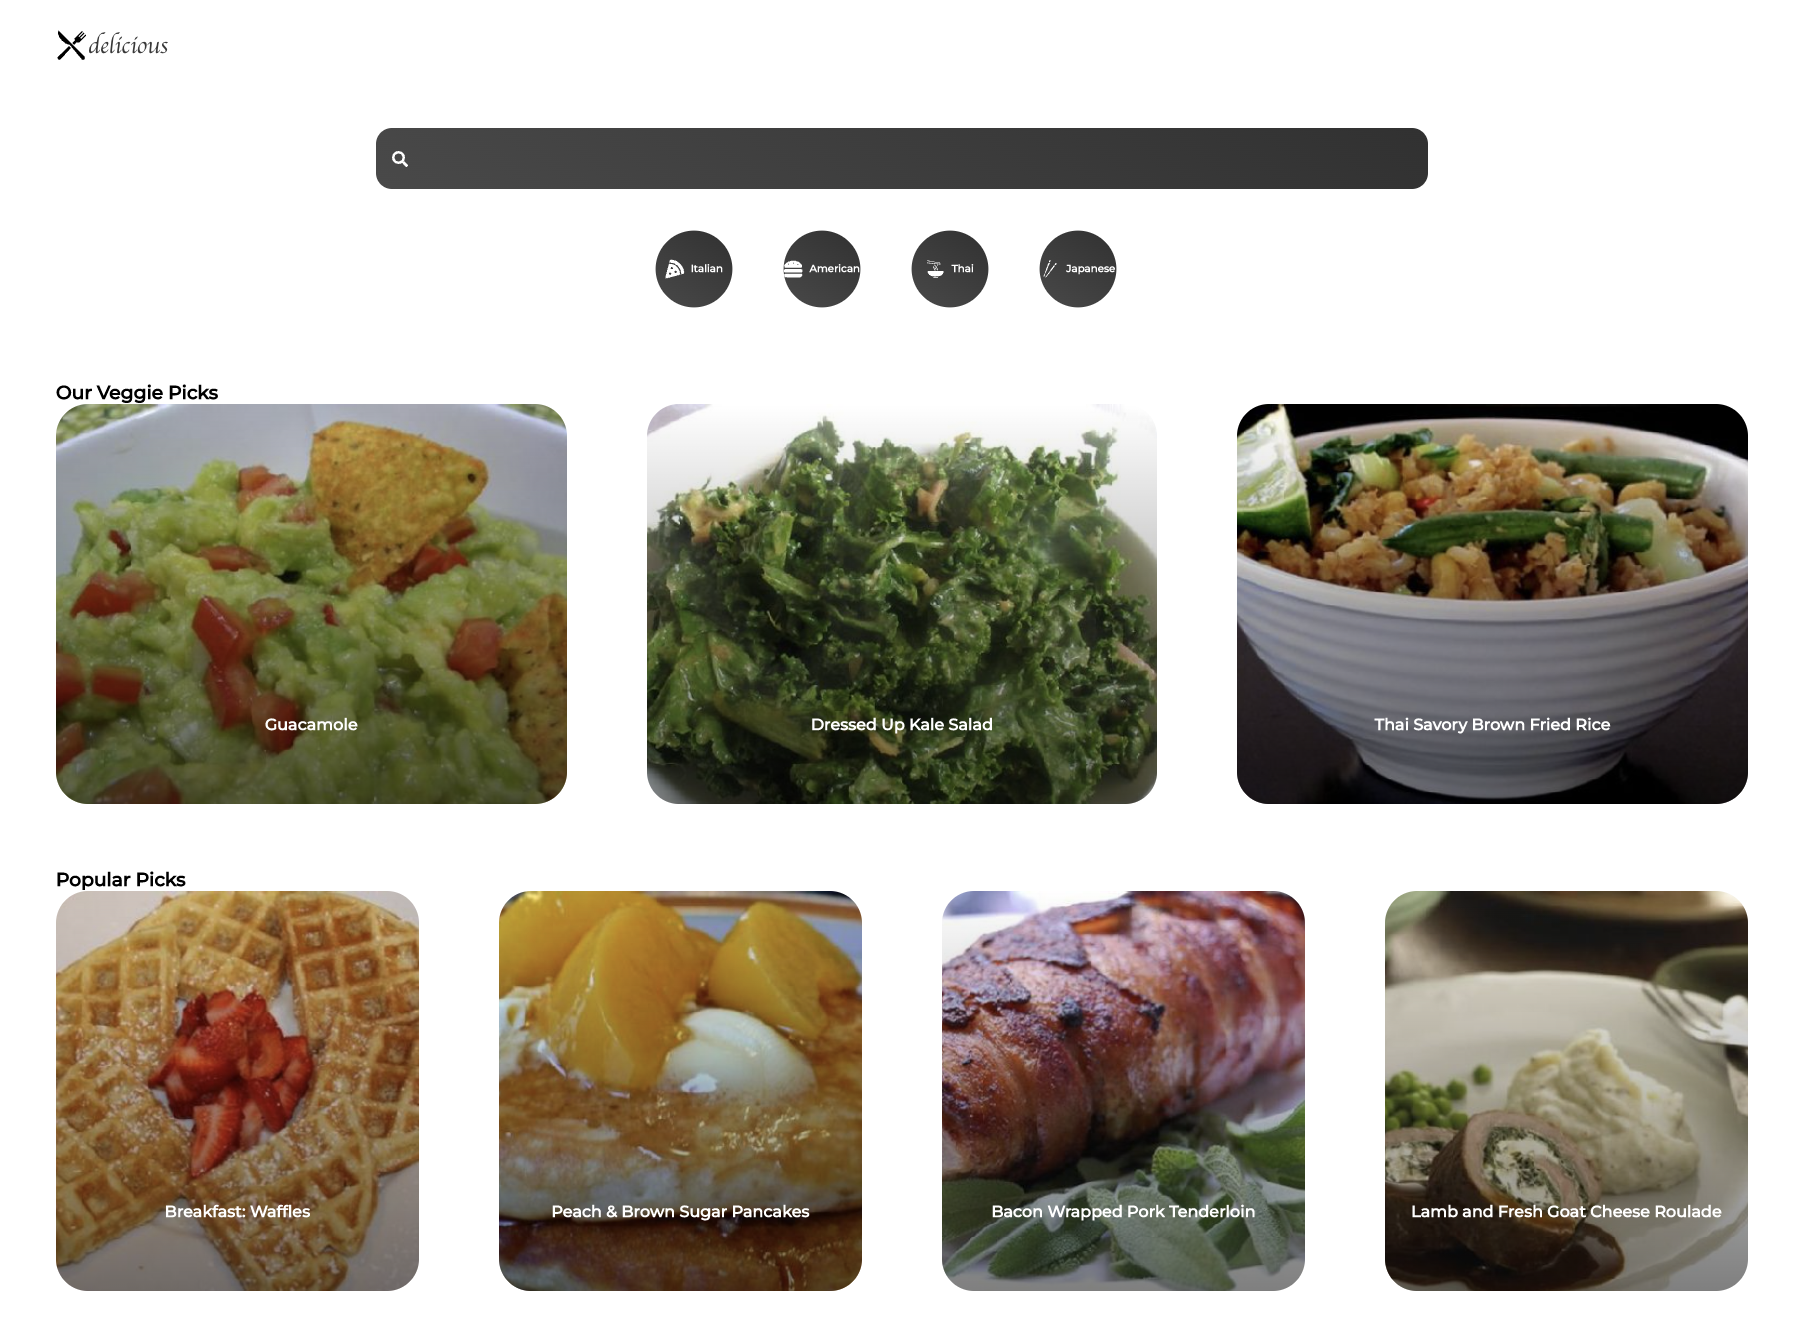 delicious
Italian
American
Thai
Japanese
Our Veggie Picks
Guacamole
Dressed Up Kale Salad
Thai Savory Brown Fried Rice
Popular Picks
Breakfast: Waffles
Peach & Brown Sugar Pancakes
Bacon Wrapped Pork Tenderloin
Lamb and Fresh Goat Cheese Roulade